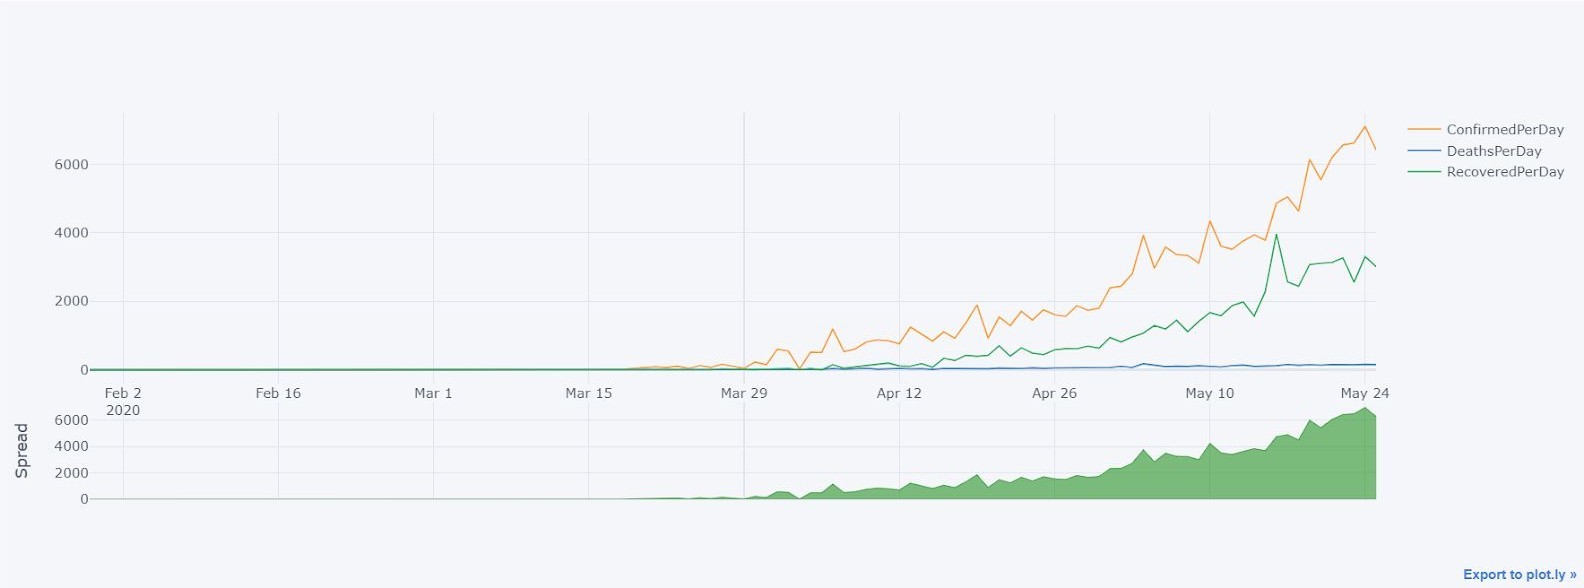 ConfirmedPerDay
DeathsPerDay
RecoveredPerDay
6000
4000
2000
0
Feb 2 Feb 16 Mar 1 Mar 15 Mar 29 Apr 12 Apr 26 May 10 May 24
2020
Spread
6000
4000
2000
0
Export to plot.ly »